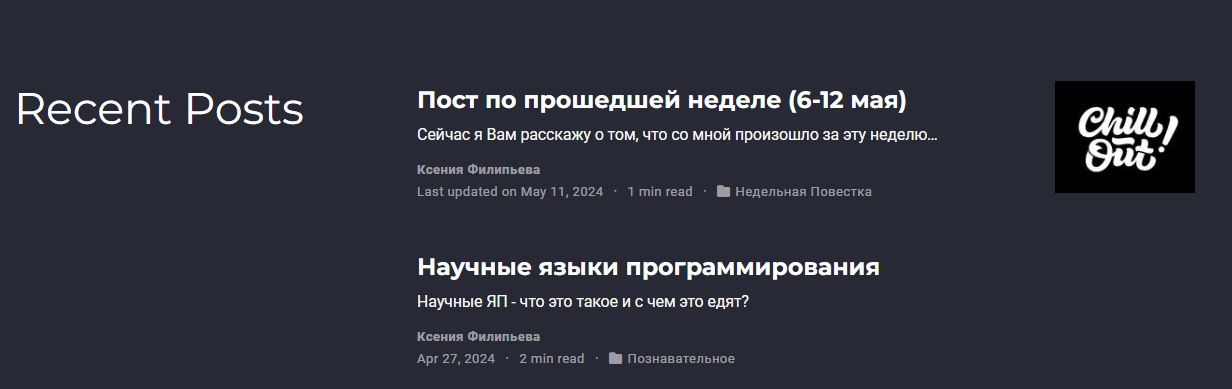 Recent Posts
Пост по прошедшей неделе (6-12 мая)
Сейчас я Вам расскажу о том, что со мной произошло за эту неделю...
Ксения Филипьева
Last updated on May 11, 2024 · 1 min read · Недельная Повестка
Chill
Out!
Научные языки программирования
Научные ЯП - что это такое и с чем это едят?
Ксения Филипьева
Apr 27, 2024 · 2 min read · Познавательное